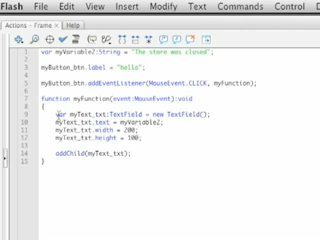 Flash File Edit View Insert Modify Text Commands Control D
Actions – Frame × Translations
1 var myVariable2:String = "The store was closed";
2
3 myButton_btn.label = "hello";
4
5 myButton_btn.addEventListener(MouseEvent.CLICK, myFunction);
6
7 function myFunction(event:MouseEvent):void
8 {
9 var myText_txt:TextField = new TextField();
10 myText_txt.text = myVariable2;
11 myText_txt.width = 200;
12 myText_txt.height = 100;
13
14 addChild(myText_txt);
15 }